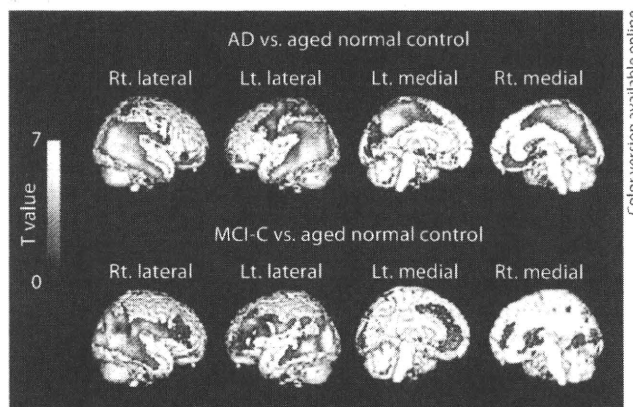 AD vs. aged normal control
Rt. lateral Lt. lateral Lt. medial Rt. medial
7
T value
0
MCI-C vs. aged normal control
Rt. lateral Lt. lateral Lt. medial Rt. medial
Color version available online